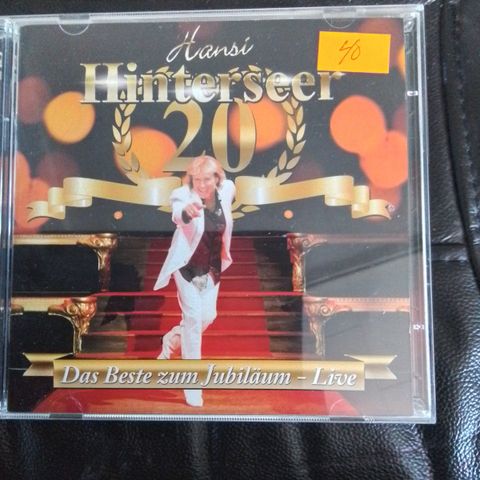 Hansi
40
Hinterseer
20
Das Beste zum Jubiläum – Live